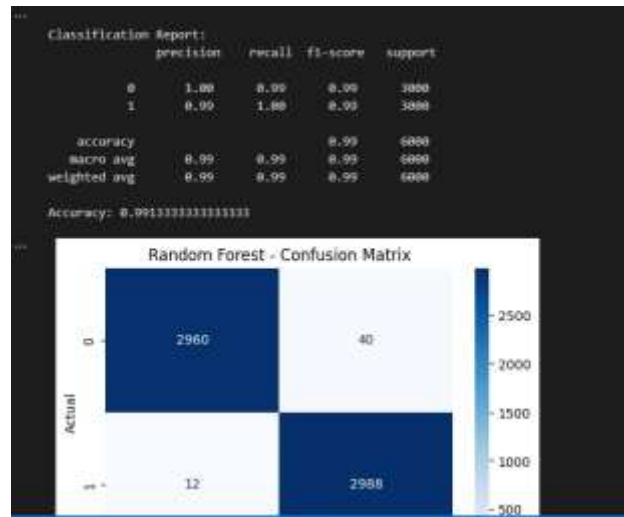 ...
Classification Report:
precision recall f1-score support
0 1.00 0.99 0.99 3000
1 0.99 1.00 0.99 3000
accuracy 0.99 6000
macro avg 0.99 0.99 0.99 6000
weighted avg 0.99 0.99 0.99 6000
Accuracy: 0.9913333333333333
...
Random Forest - Confusion Matrix
0 2960 40
Actual
1 12 2988
2500
2000
1500
1000
500